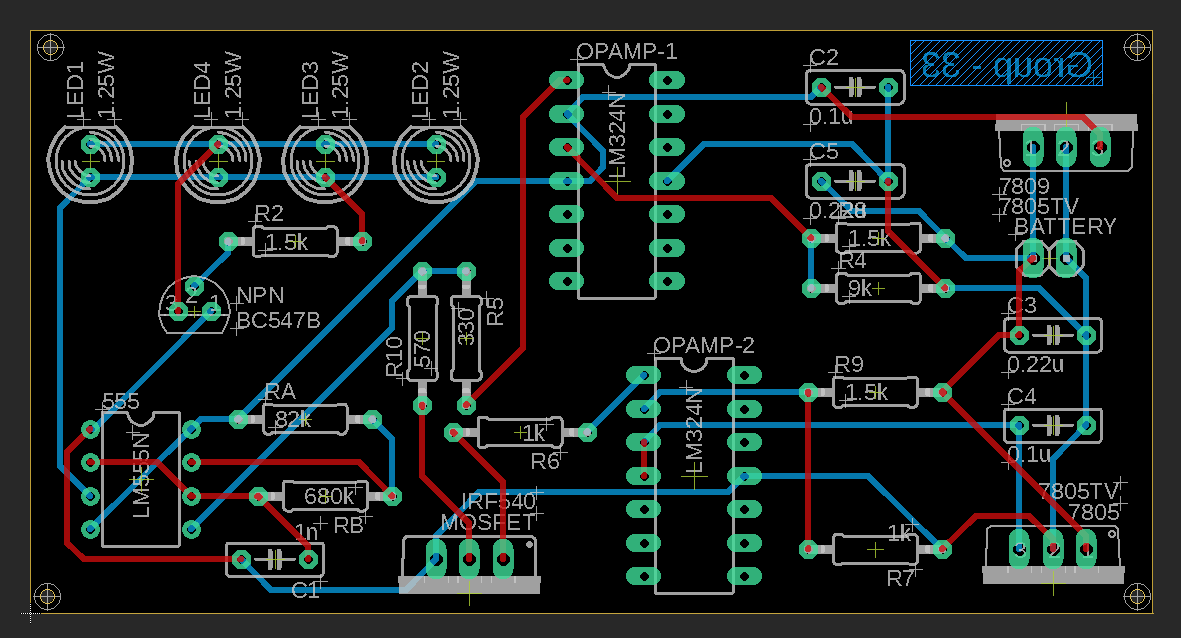 LED1
1.25W
LED4
1.25W
LED3
1.25W
LED2
1.25W
OPAMP-1
LM324N
C2
0.1u
Group - 33
C5
7809
7805TV
BATTERY
R2
1.5k
1.5k
R4
9k
3 2 1
NPN
BC547B
R10
570
R5
330
C3
0.22u
OPAMP-2
LM324N
R9
1.5k
555
LM555N
RA
82k
1k
R6
C4
0.1u
680k
RB
IRF540
MOSFET
7805TV
7805
1n
C1
1k
R7